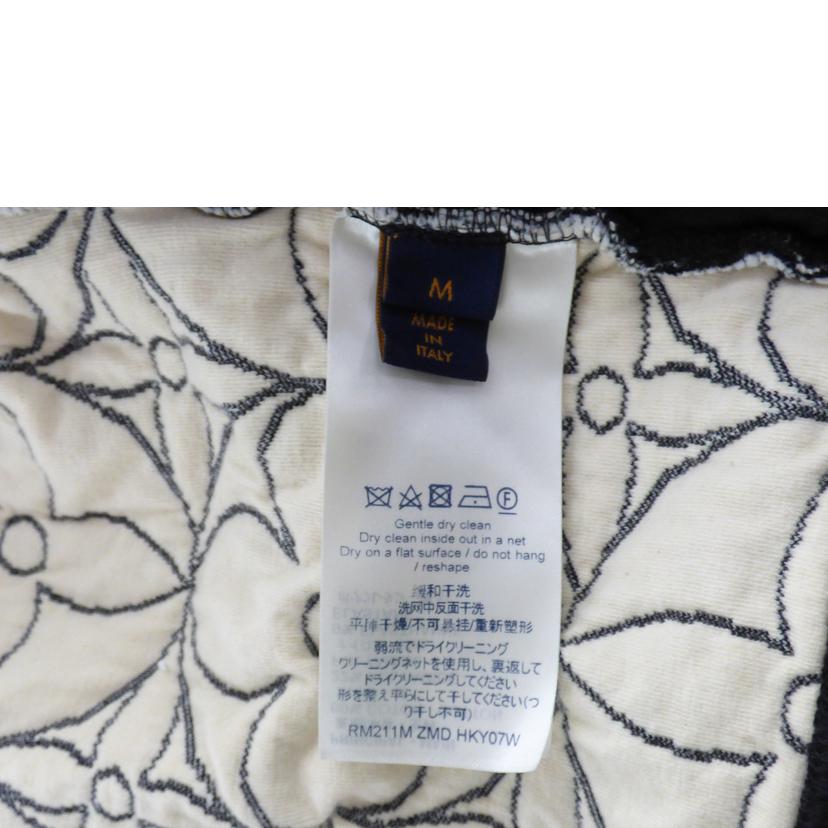 M
MADE
IN
ITALY
F
Gentle dry clean
Dry clean inside out in a net
Dry on a flat surface / do not hang
/ reshape
缓和干洗
洗网中反面干洗
平摊干燥/不可悬挂/重新塑形
弱流でドライクリーニング
クリーニングネットを使用し、裏返して
ドライクリーニングしてください
形を整え平らにして干してください(つ
り干し不可)
RM211M ZMD HKY07W